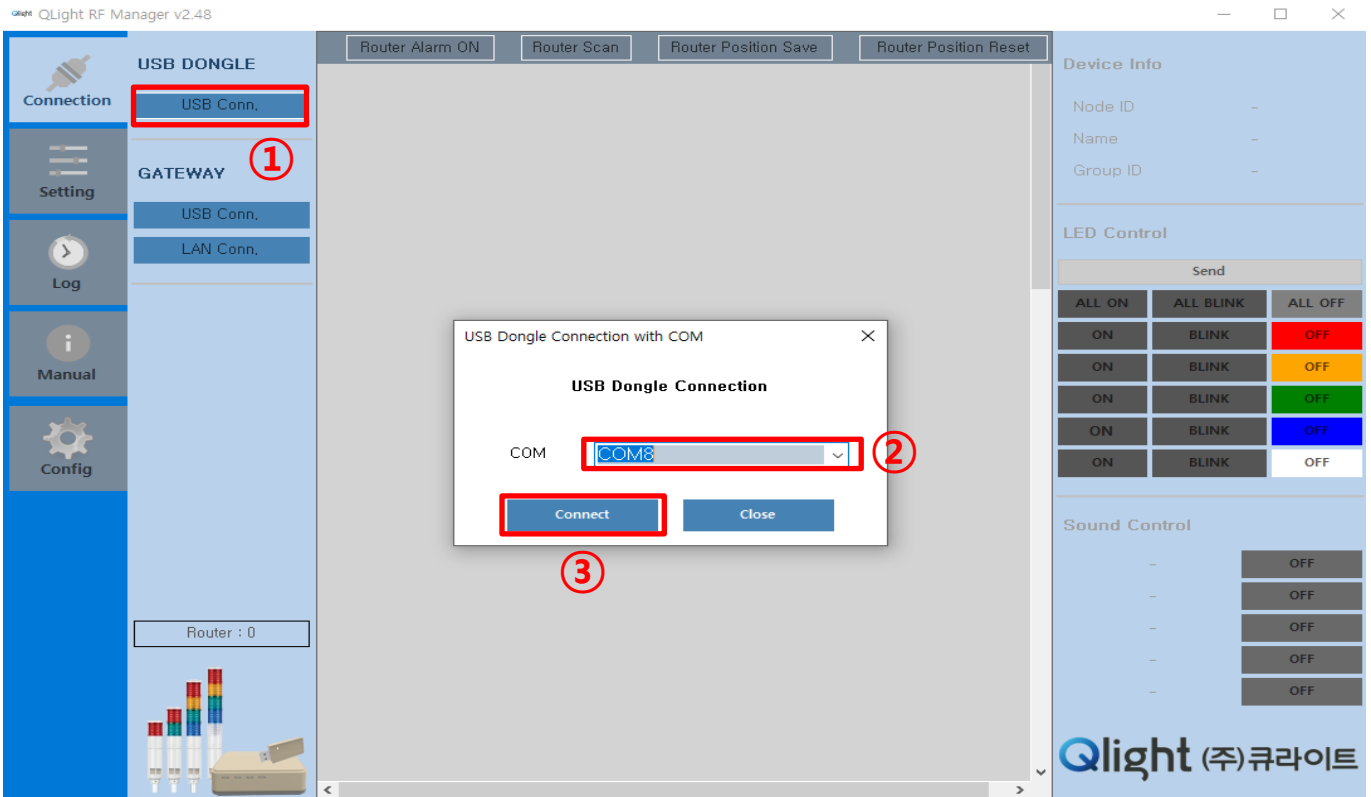 QLight QLight RF Manager v2.48
Connection
Setting
Log
Manual
Config
USB DONGLE
USB Conn,
①
GATEWAY
USB Conn,
LAN Conn,
Router : 0
Router Alarm ON Router Scan Router Position Save Router Position Reset
USB Dongle Connection with COM
USB Dongle Connection
COM COM8
②
Connect Close
③
Device Info
Node ID -
Name -
Group ID -
LED Control
Send
ALL ON ALL BLINK ALL OFF
ON BLINK OFF
ON BLINK OFF
ON BLINK OFF
ON BLINK OFF
ON BLINK OFF
Sound Control
- OFF
- OFF
- OFF
- OFF
- OFF
Qlight (주)큐라이트